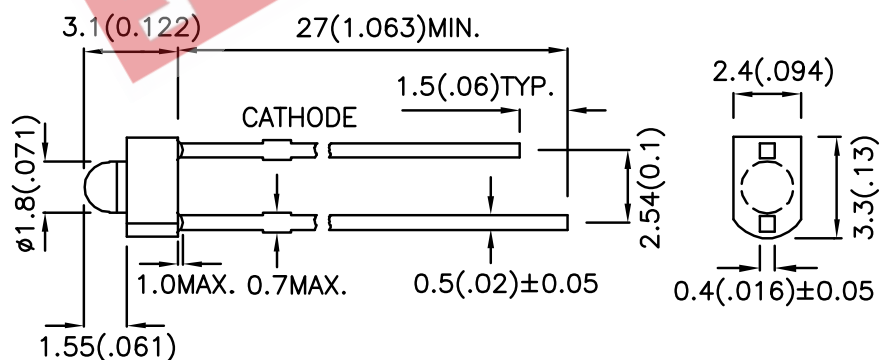 3.1(0.122)
27(1.063)MIN.
1.5(.06)TYP.
2.4(.094)
CATHODE
ø1.8(.071)
2.54(0.1)
3.3(.13)
1.0MAX.
0.7MAX.
0.5(.02)±0.05
0.4(.016)±0.05
1.55(.061)